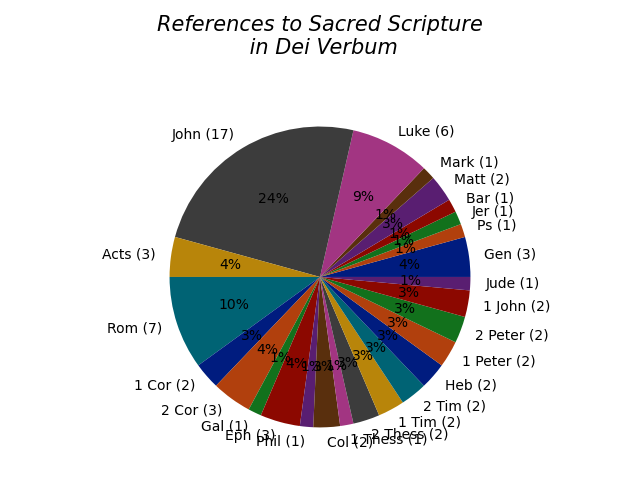 References to Sacred Scripture
in Dei Verbum
Gen (3)
4%
Ps (1)
1%
Jer (1)
1%
Bar (1)
1%
Matt (2)
3%
Mark (1)
1%
Luke (6)
9%
John (17)
24%
Acts (3)
4%
Rom (7)
10%
1 Cor (2)
3%
2 Cor (3)
4%
Gal (1)
1%
Eph (3)
4%
Phil (1)
1%
Col (2)
3%
1 Thess (1)
1%
2 Thess (2)
3%
1 Tim (2)
3%
2 Tim (2)
3%
Heb (2)
3%
1 Peter (2)
3%
2 Peter (2)
3%
1 John (2)
3%
Jude (1)
1%